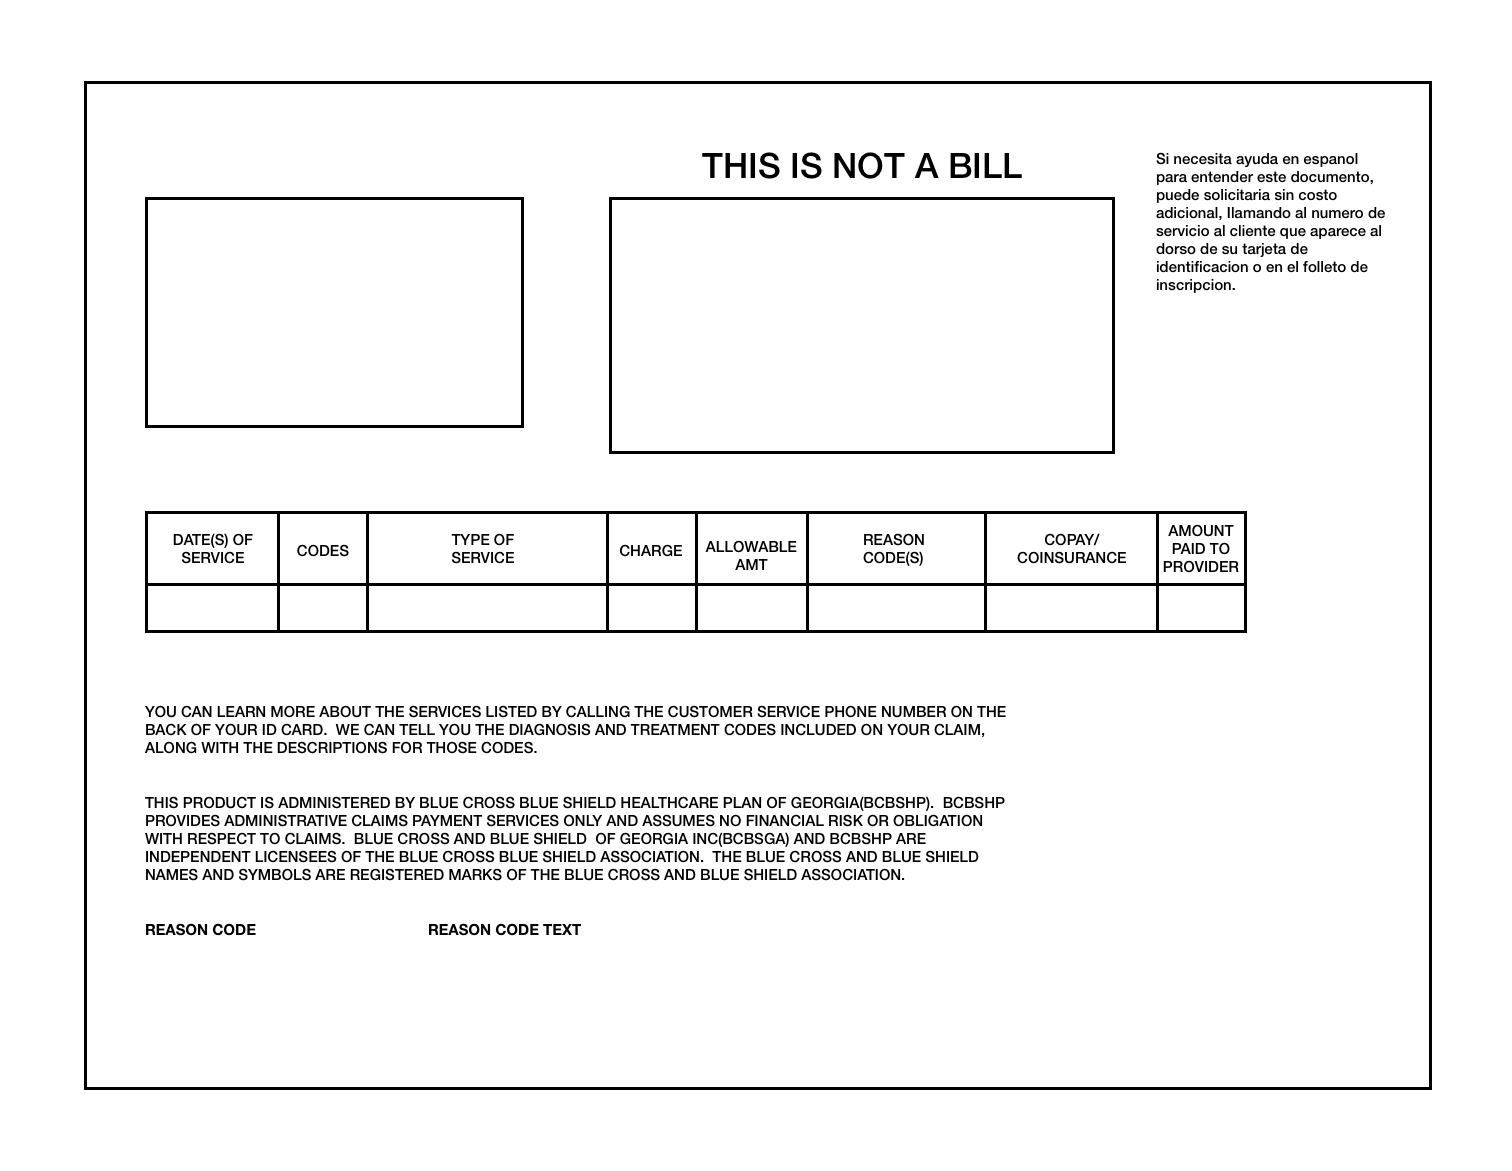 THIS IS NOT A BILL
Si necesita ayuda en espanol
para entender este documento,
puede solicitaria sin costo
adicional, llamando al numero de
servicio al cliente que aparece al
dorso de su tarjeta de
identificacion o en el folleto de
inscripcion.
DATE(S) OF
SERVICE
CODES
TYPE OF
SERVICE
CHARGE
ALLOWABLE
AMT
REASON
CODE(S)
COPAY/
COINSURANCE
AMOUNT
PAID TO
PROVIDER
YOU CAN LEARN MORE ABOUT THE SERVICES LISTED BY CALLING THE CUSTOMER SERVICE PHONE NUMBER ON THE
BACK OF YOUR ID CARD.  WE CAN TELL YOU THE DIAGNOSIS AND TREATMENT CODES INCLUDED ON YOUR CLAIM,
ALONG WITH THE DESCRIPTIONS FOR THOSE CODES.
THIS PRODUCT IS ADMINISTERED BY BLUE CROSS BLUE SHIELD HEALTHCARE PLAN OF GEORGIA(BCBSHP).  BCBSHP
PROVIDES ADMINISTRATIVE CLAIMS PAYMENT SERVICES ONLY AND ASSUMES NO FINANCIAL RISK OR OBLIGATION
WITH RESPECT TO CLAIMS.  BLUE CROSS AND BLUE SHIELD  OF GEORGIA INC(BCBSGA) AND BCBSHP ARE
INDEPENDENT LICENSEES OF THE BLUE CROSS BLUE SHIELD ASSOCIATION.  THE BLUE CROSS AND BLUE SHIELD
NAMES AND SYMBOLS ARE REGISTERED MARKS OF THE BLUE CROSS AND BLUE SHIELD ASSOCIATION.
REASON CODE REASON CODE TEXT